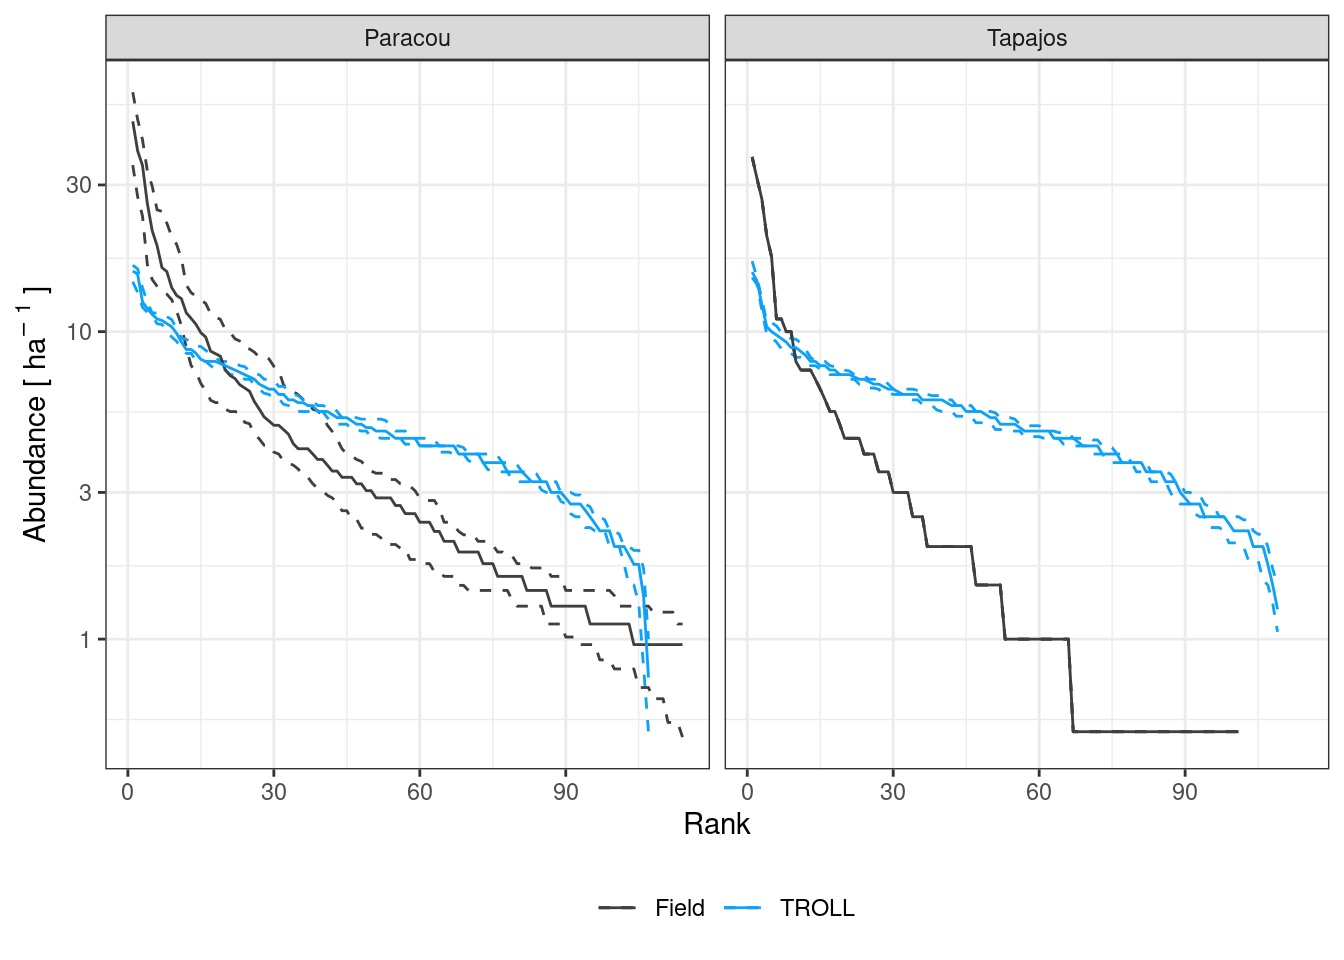 Paracou
Tapajos
Abundance [ ha⁻¹ ]
30
10
3
1
0 30 60 90
0 30 60 90
Rank
Field
TROLL